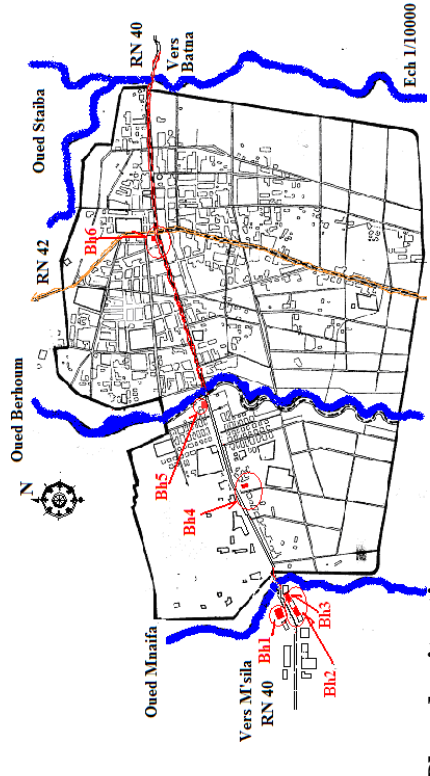 Oued Staiba
RN 40
Vers
Batna
RN 42
Bh6
Oued Berhoum
N
Bh5
Bh4
Oued Mnaifa
Vers M'sila
RN 40
Bh1
Bh3
Bh2
Ech 1/10000